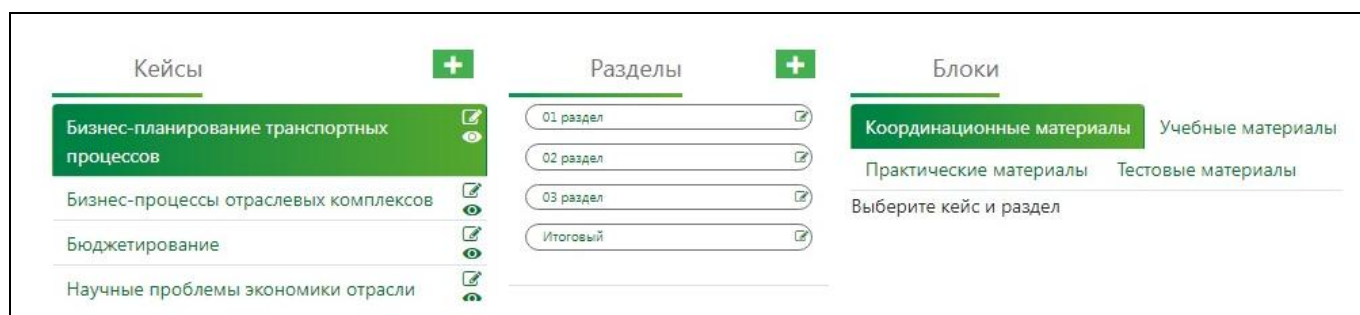 Кейсы
Бизнес-планирование транспортных
процессов
Бизнес-процессы отраслевых комплексов
Бюджетирование
Научные проблемы экономики отрасли
Разделы
01 раздел
02 раздел
03 раздел
Итоговый
Блоки
Координационные материалы Учебные материалы
Практические материалы Тестовые материалы
Выберите кейс и раздел